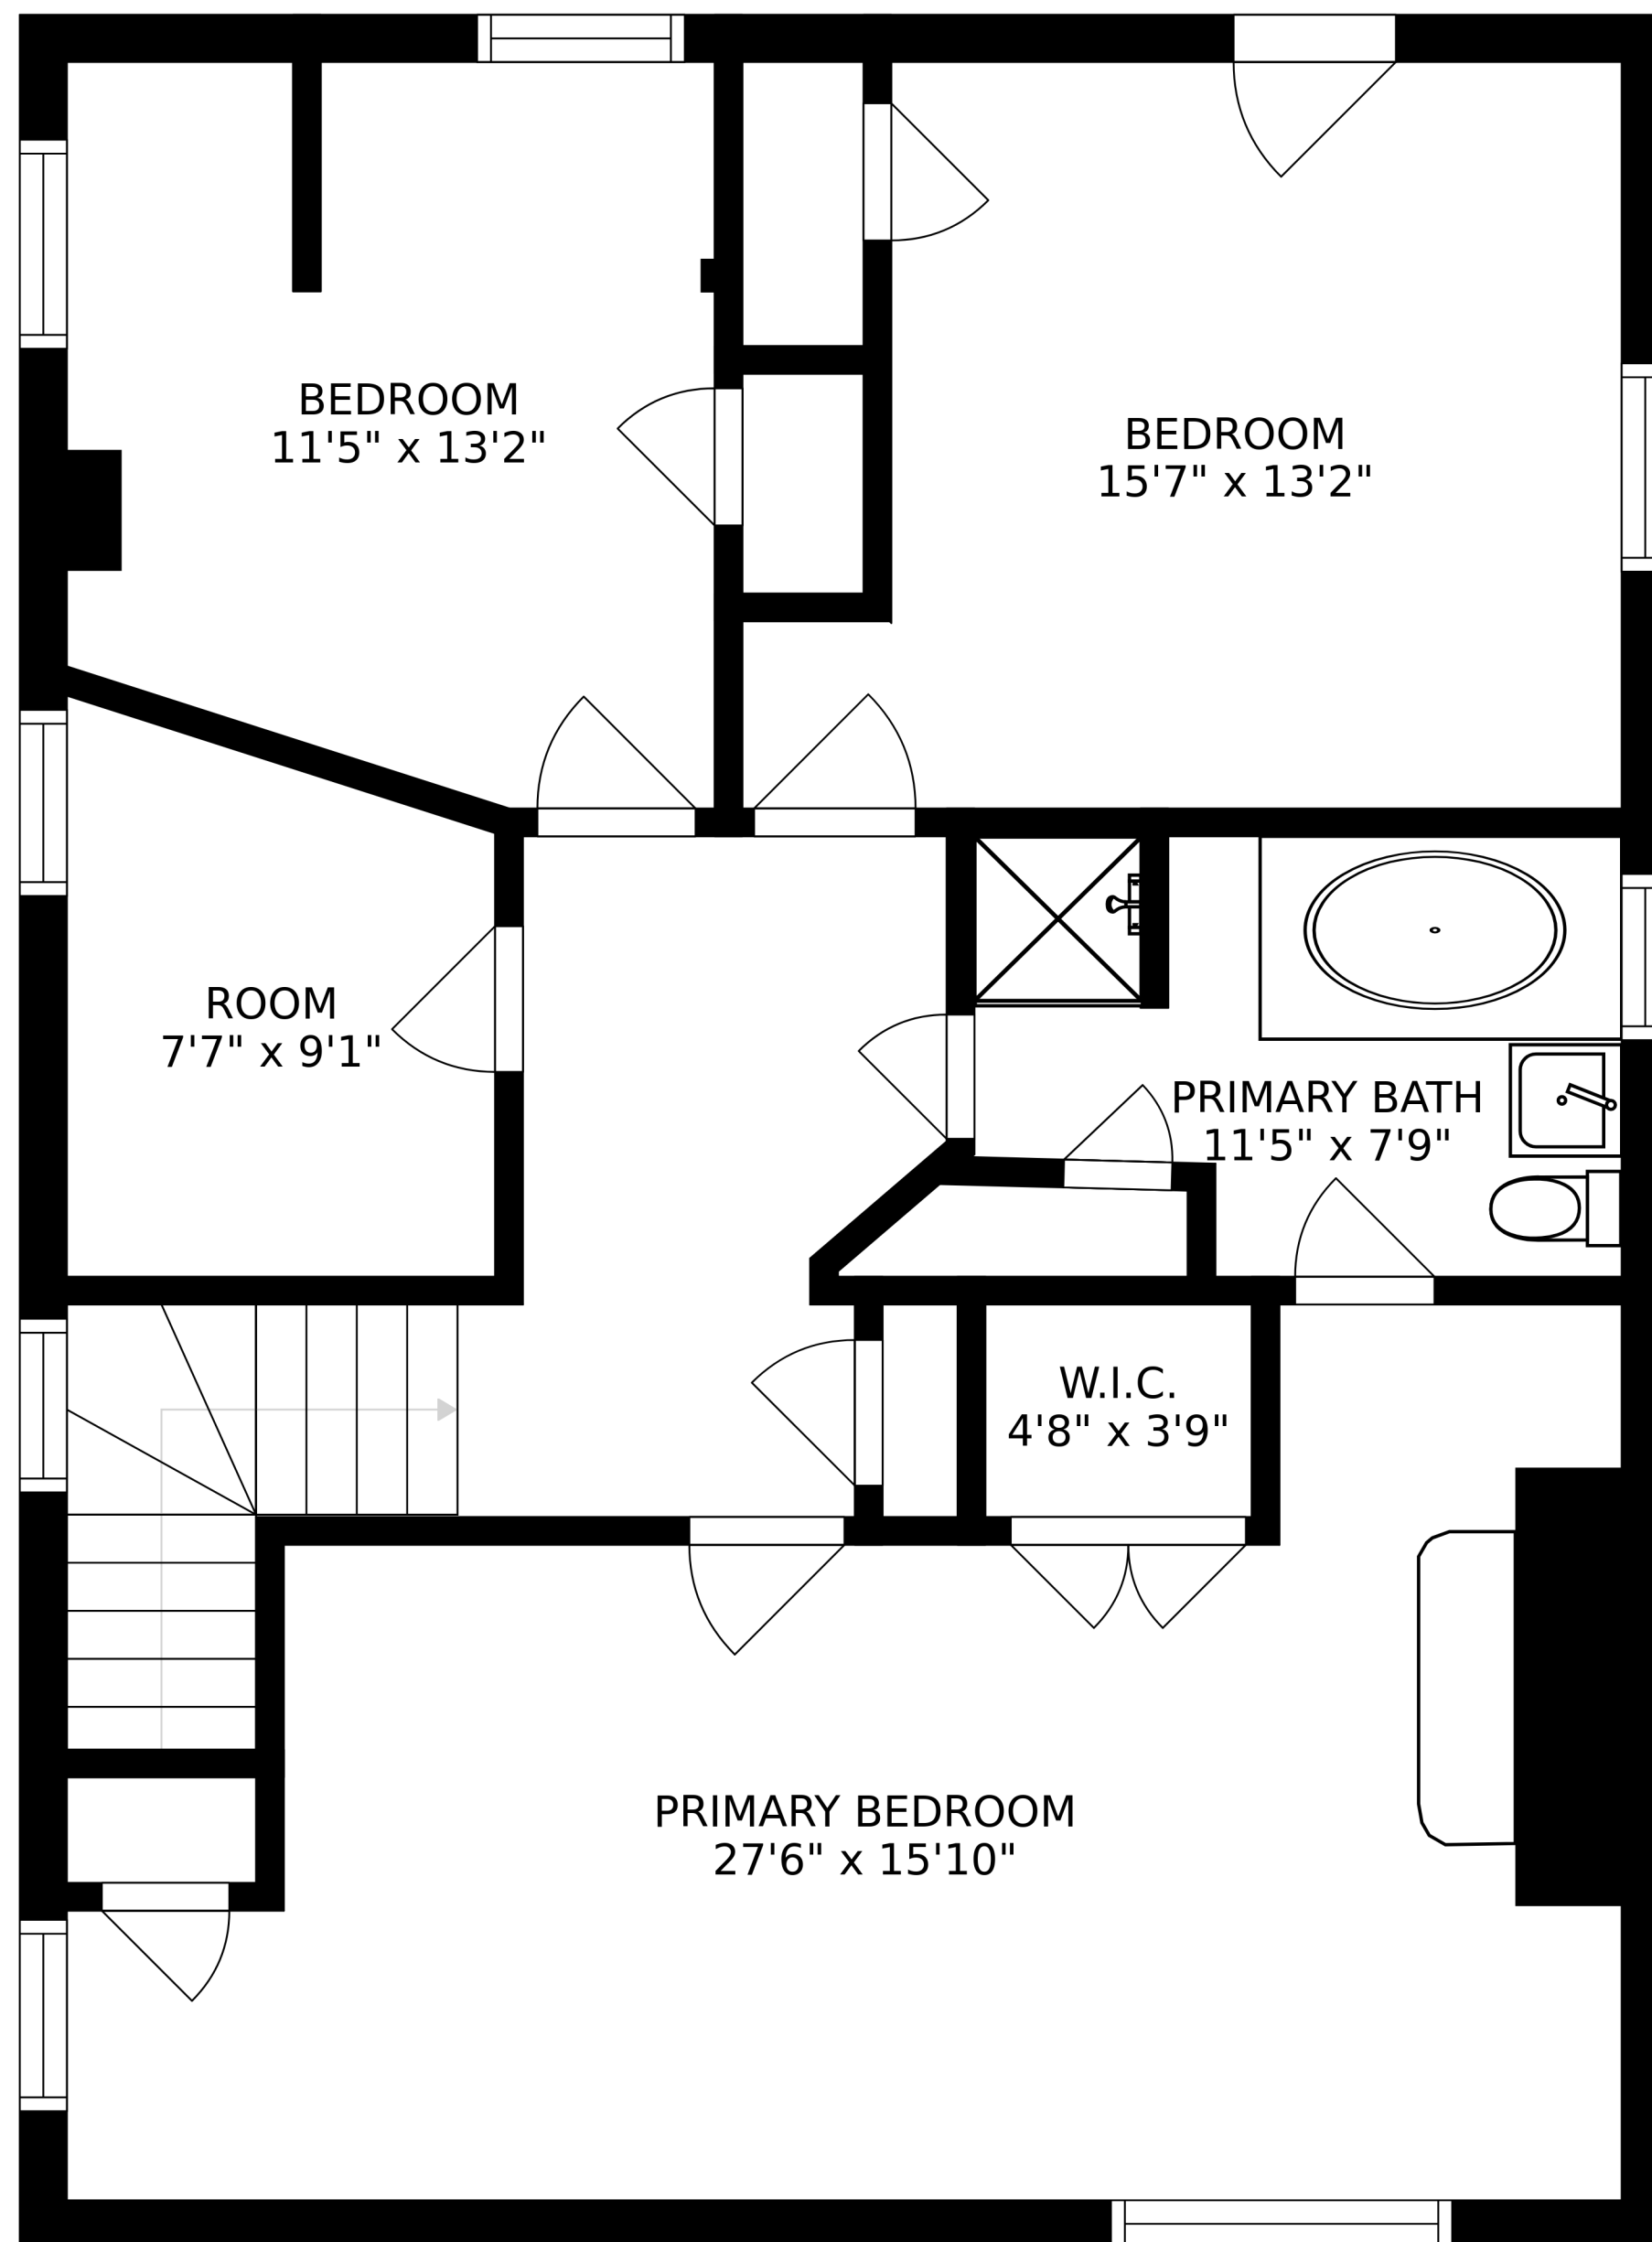 BEDROOM
11'5" x 13'2"
BEDROOM
15'7" x 13'2"
ROOM
7'7" x 9'1"
PRIMARY BATH
11'5" x 7'9"
W.I.C.
4'8" x 3'9"
PRIMARY BEDROOM
27'6" x 15'10"